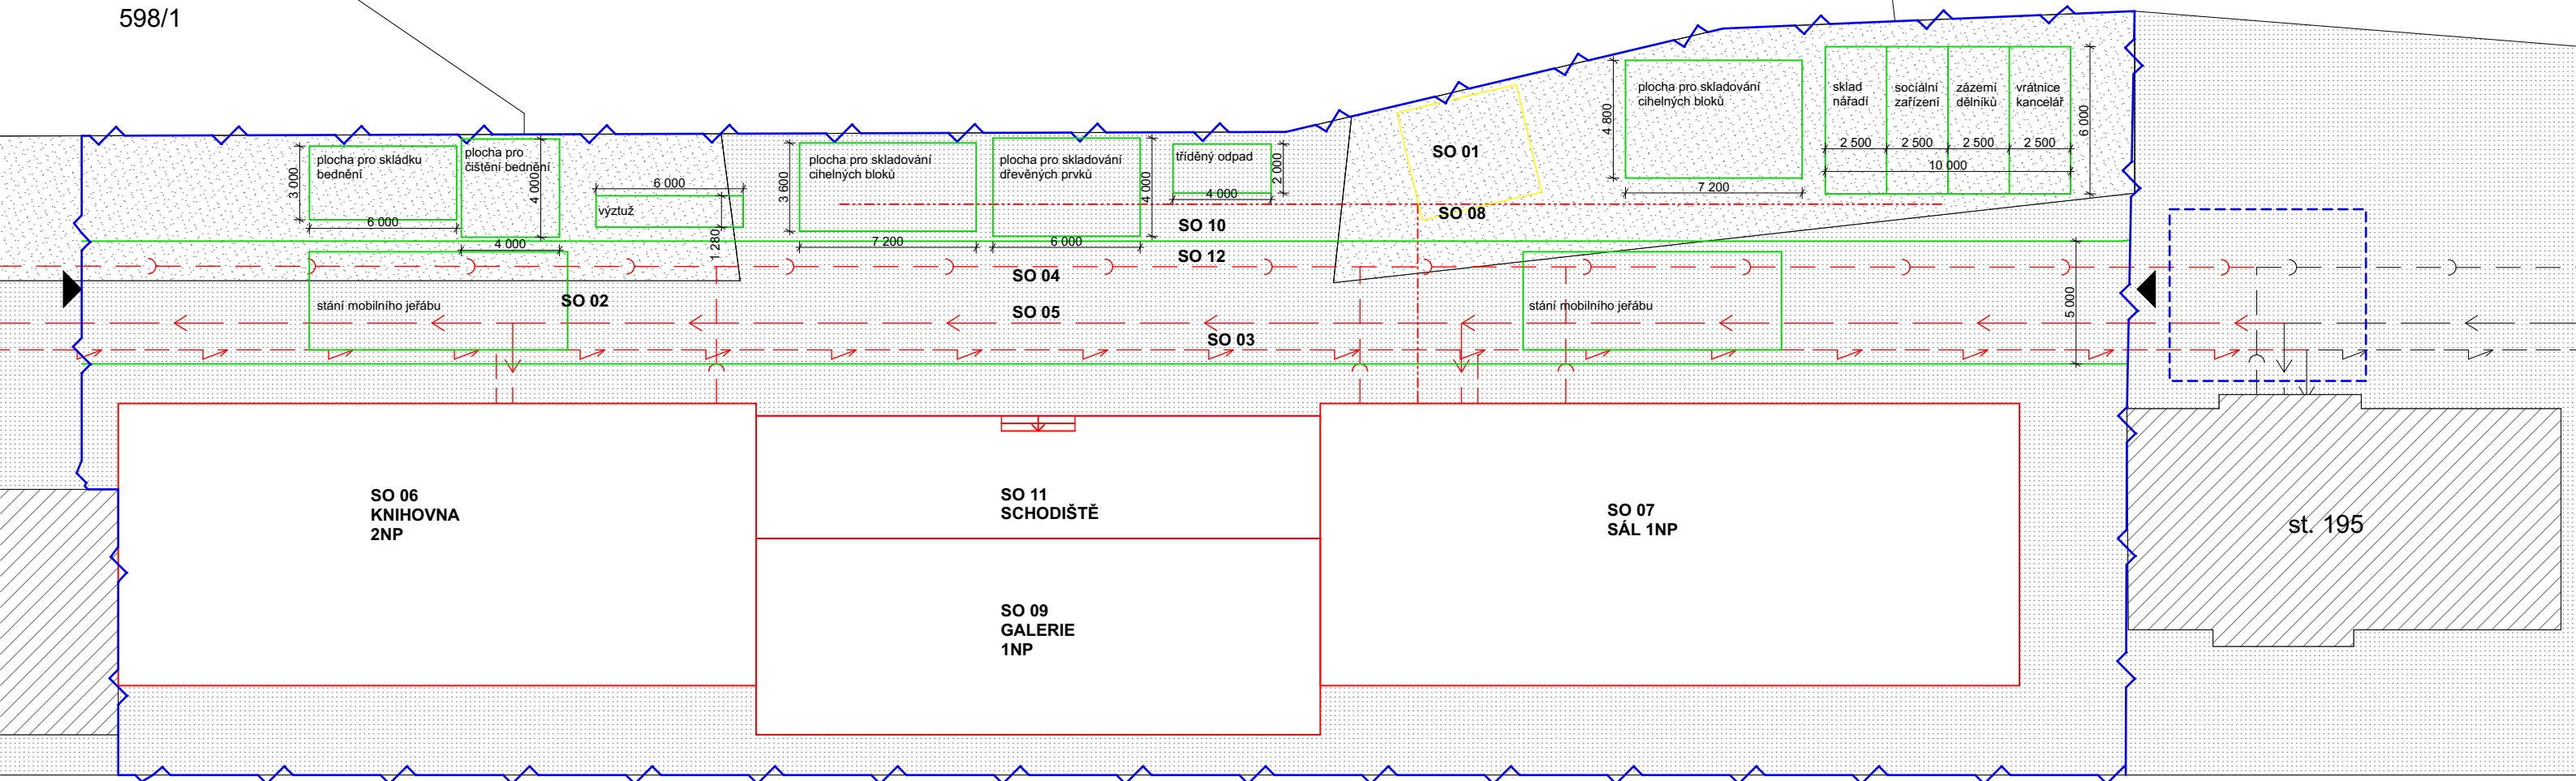 598/1
plocha pro skládku
bednění
3 000
6 000
plocha pro
čištění bednění
4 000
4 000
6 000
výztuž
1 280
plocha pro skladování
cihelných bloků
3 600
7 200
plocha pro skladování
dřevěných prvků
4 000
6 000
tříděný odpad
2 000
4 000
SO 01
SO 08
SO 10
SO 12
plocha pro skladování
cihelných bloků
4 800
7 200
sklad
nářadí
sociální
zařízení
zázemí
dělníků
vrátnice
kancelář
2 500
2 500
2 500
2 500
10 000
6 000
SO 04
SO 02
SO 05
SO 03
stání mobilního jeřábu
stání mobilního jeřábu
5 000
SO 06
KNIHOVNA
2NP
SO 11
SCHODIŠTĚ
SO 07
SÁL 1NP
SO 09
GALERIE
1NP
st. 195